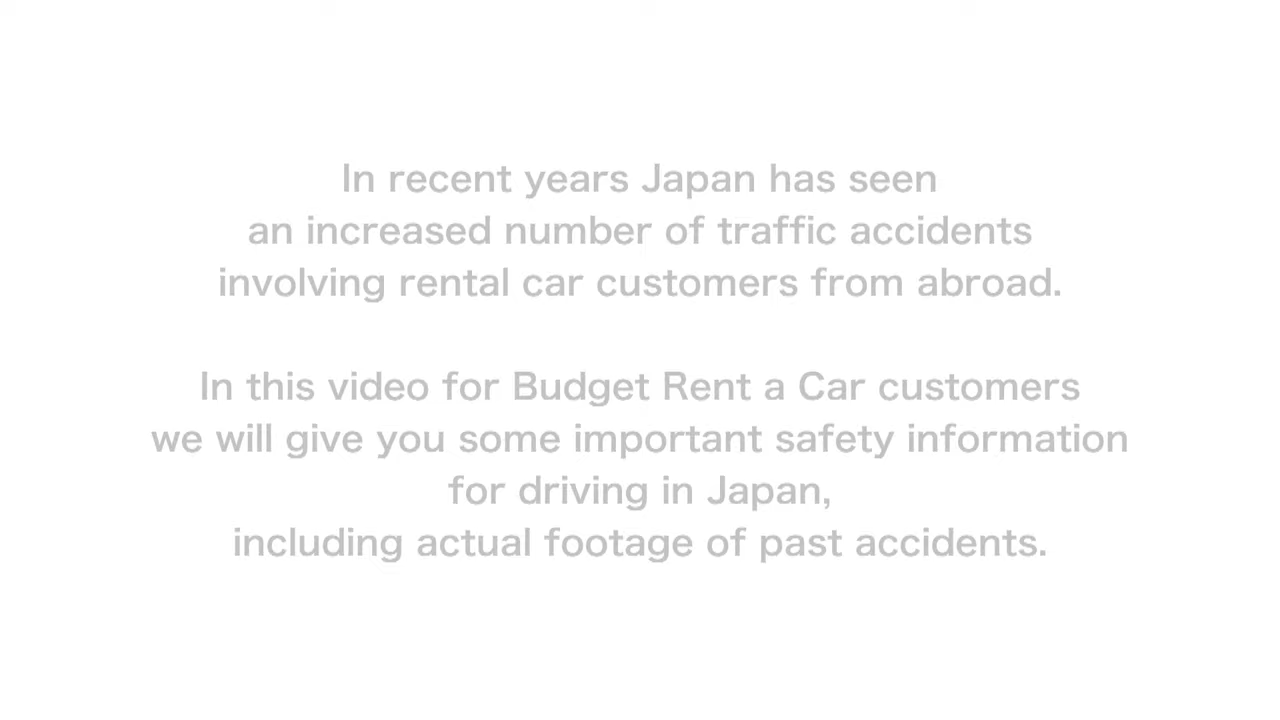 In recent years Japan has seen
an increased number of traffic accidents
involving rental car customers from abroad.
In this video for Budget Rent a Car customers
we will give you some important safety information
for driving in Japan,
including actual footage of past accidents.